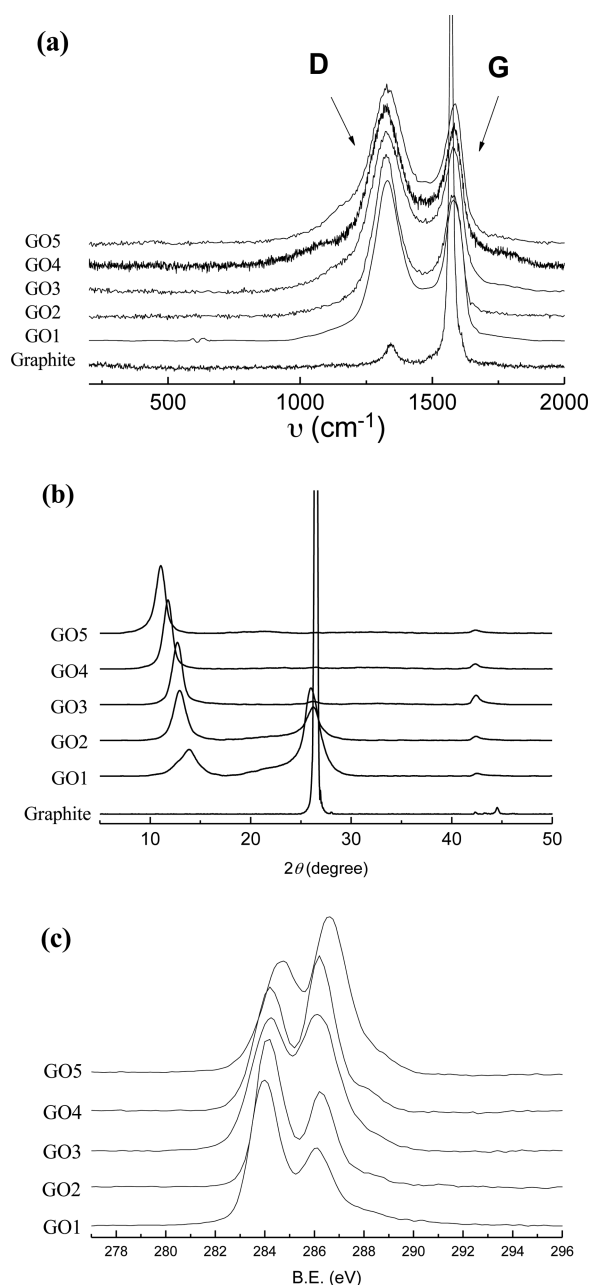 (a)
D
G
GO5
GO4
GO3
GO2
GO1
Graphite
500 1000 1500 2000
υ (cm-1)
(b)
GO5
GO4
GO3
GO2
GO1
Graphite
10 20 30 40 50
2θ (degree)
(c)
GO5
GO4
GO3
GO2
GO1
278 280 282 284 286 288 290 292 294 296
B.E. (eV)